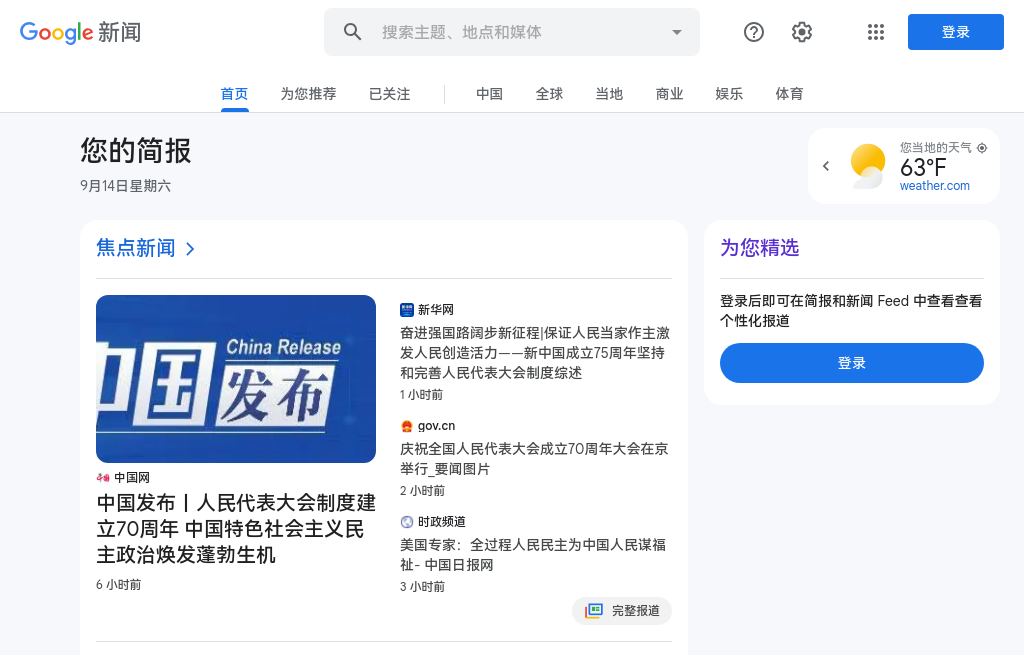 Google 新闻
搜索主题、地点和媒体
登录
首页
为您推荐
已关注
中国
全球
当地
商业
娱乐
体育
您的简报
9月14日星期六
您当地的天气
63°F
weather.com
焦点新闻
China Release
中国发布
中国网
中国发布丨人民代表大会制度建
立70周年 中国特色社会主义民
主政治焕发蓬勃生机
6 小时前
新华网
奋进强国路阔步新征程|保证人民当家作主激
发人民创造活力——新中国成立75周年坚持
和完善人民代表大会制度综述
1 小时前
gov.cn
庆祝全国人民代表大会成立70周年大会在京
举行_要闻图片
2 小时前
时政频道
美国专家：全过程人民民主为中国人民谋福
祉- 中国日报网
3 小时前
完整报道
为您精选
登录后即可在简报和新闻 Feed 中查看查看
个性化报道
登录